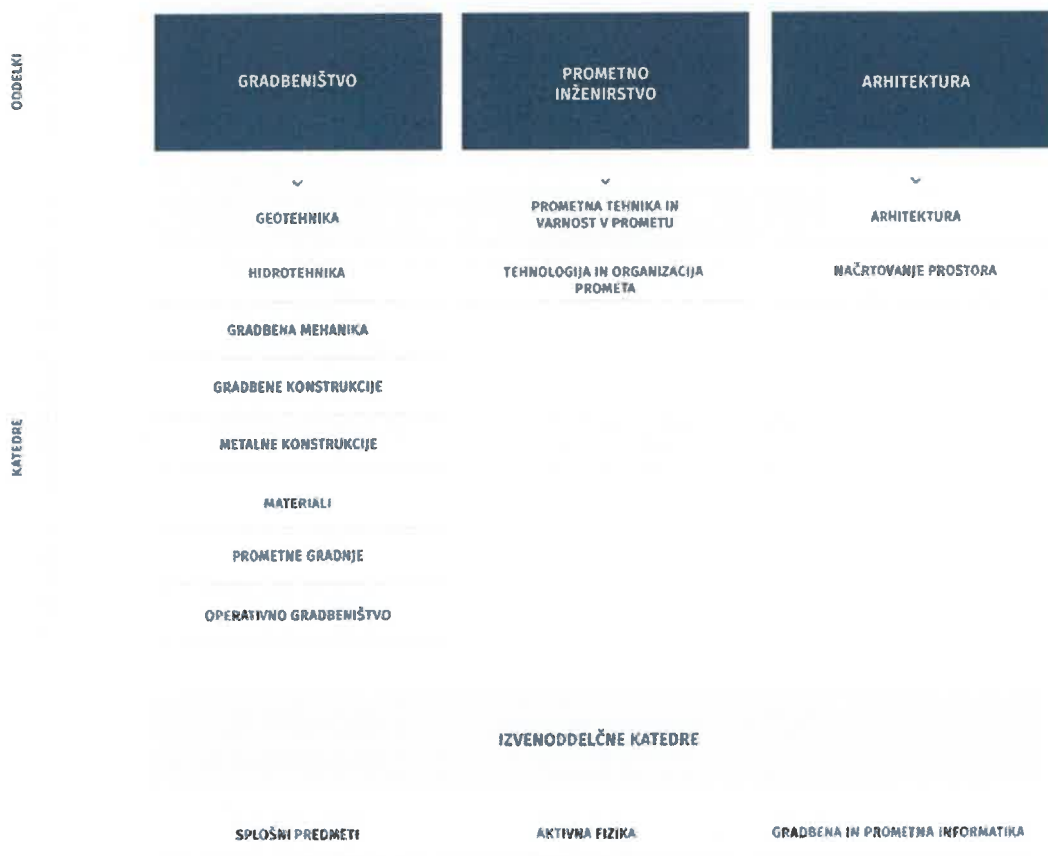 ODDELKI
GRADBENIŠTVO
PROMETNO
INŽENIRSTVO
ARHITEKTURA
KATEDRE
GEOTEHNIKA
PROMETNA TEHNIKA IN
VARNOST V PROMETU
ARHITEKTURA
HIDROTEHNIKA
TEHNOLOGIJA IN ORGANIZACIJA
PROMETA
NAČRTOVANJE PROSTORA
GRADBENA MEHANIKA
GRADBENE KONSTRUKCIJE
METALNE KONSTRUKCIJE
MATERIALI
PROMETNE GRADNJE
OPERATIVNO GRADBENIŠTVO
IZVENODDELČNE KATEDRE
SPLOŠNI PREDMETI
AKTIVNA FIZIKA
GRADBENA IN PROMETNA INFORMATIKA